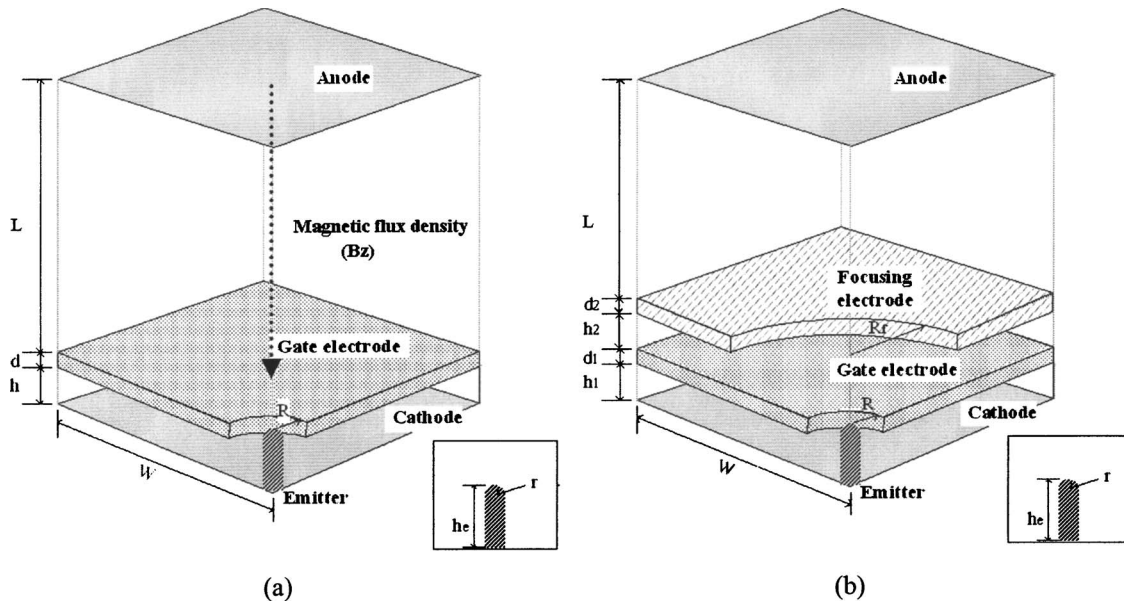 Anode
L
Magnetic flux density
(Bz)
Gate electrode
d
h
R
Cathode
W
Emitter
he
r
(a)
Anode
L
Focusing
electrode
d2
Rf
h2
Gate electrode
d1
h1
R
Cathode
W
Emitter
he
r
(b)